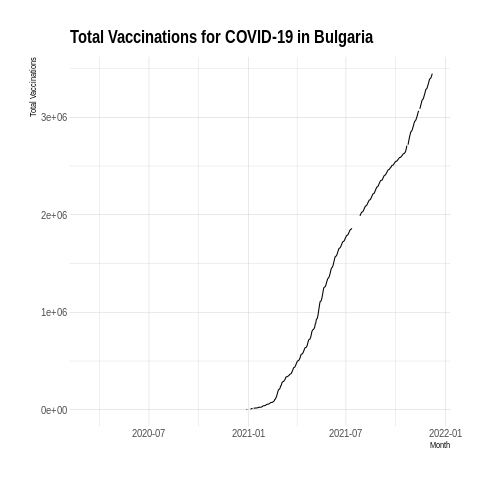 Total Vaccinations for COVID-19 in Bulgaria
Total Vaccinations
3e+06
2e+06
1e+06
0e+00
2020-07
2021-01
2021-07
2022-01
Month